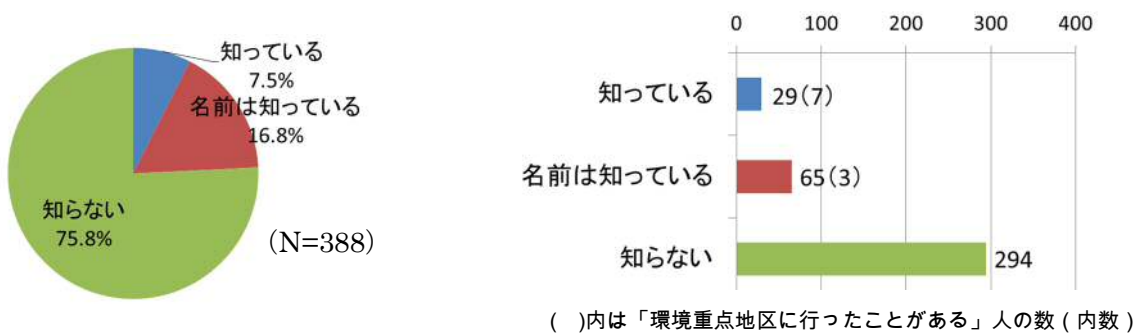 知っている
7.5%
名前は知っている
16.8%
知らない
75.8%
(N=388)
0 100 200 300 400
知っている 29(7)
名前は知っている 65(3)
知らない 294
( )内は「環境重点地区に行ったことがある」人の数(内数)